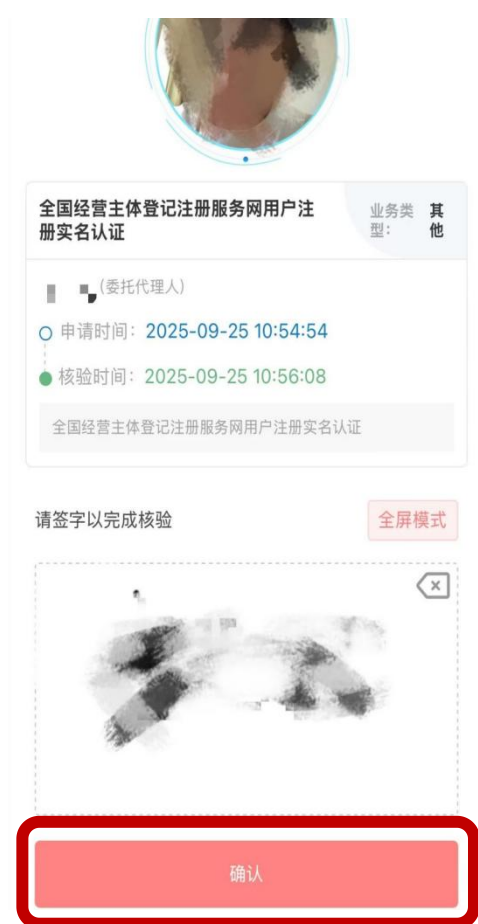 全国经营主体登记注册服务网用户注
册实名认证
业务类
型：
其
他
(委托代理人)
申请时间：2025-09-25 10:54:54
核验时间：2025-09-25 10:56:08
全国经营主体登记注册服务网用户注册实名认证
请签字以完成核验
全屏模式
确认